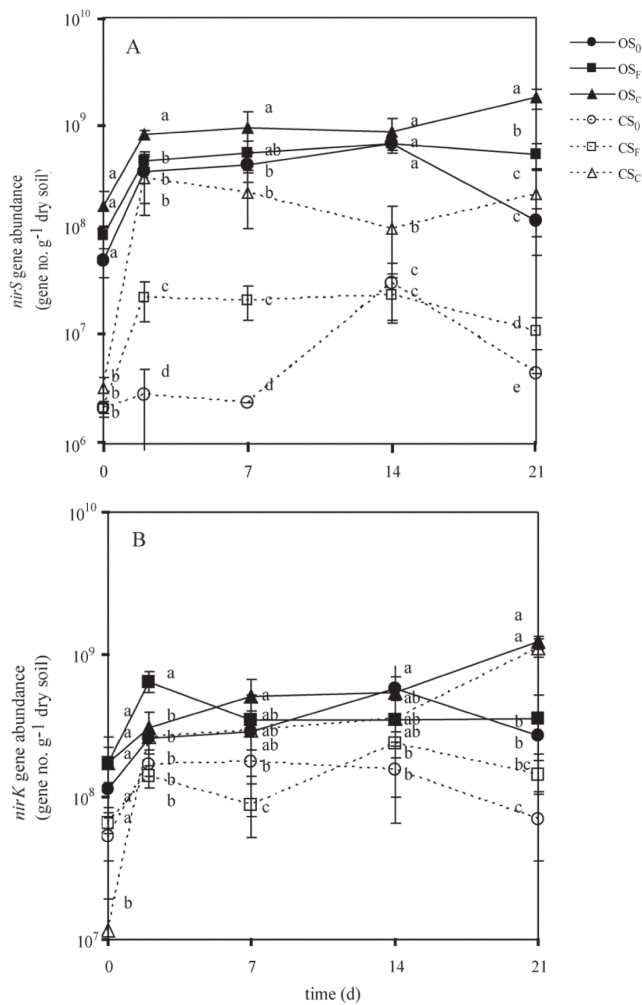 10^10
A
OS_0
OS_F
OS_C
CS_0
CS_F
CS_C
10^9
10^8
10^7
10^6
nirS gene abundance
(gene no. g^-1 dry soil)
a
a
a
b
b
b
c
d
b
b
b
a
ab
b
b
c
d
a
a
a
b
c
c
a
b
c
c
d
e
0
7
14
21
10^10
B
10^9
10^8
10^7
nirK gene abundance
(gene no. g^-1 dry soil)
a
a
a
a
a
b
a
b
b
b
b
b
a
ab
ab
ab
b
c
a
ab
ab
ab
b
b
a
a
b
b
bc
c
0
7
14
21
time (d)